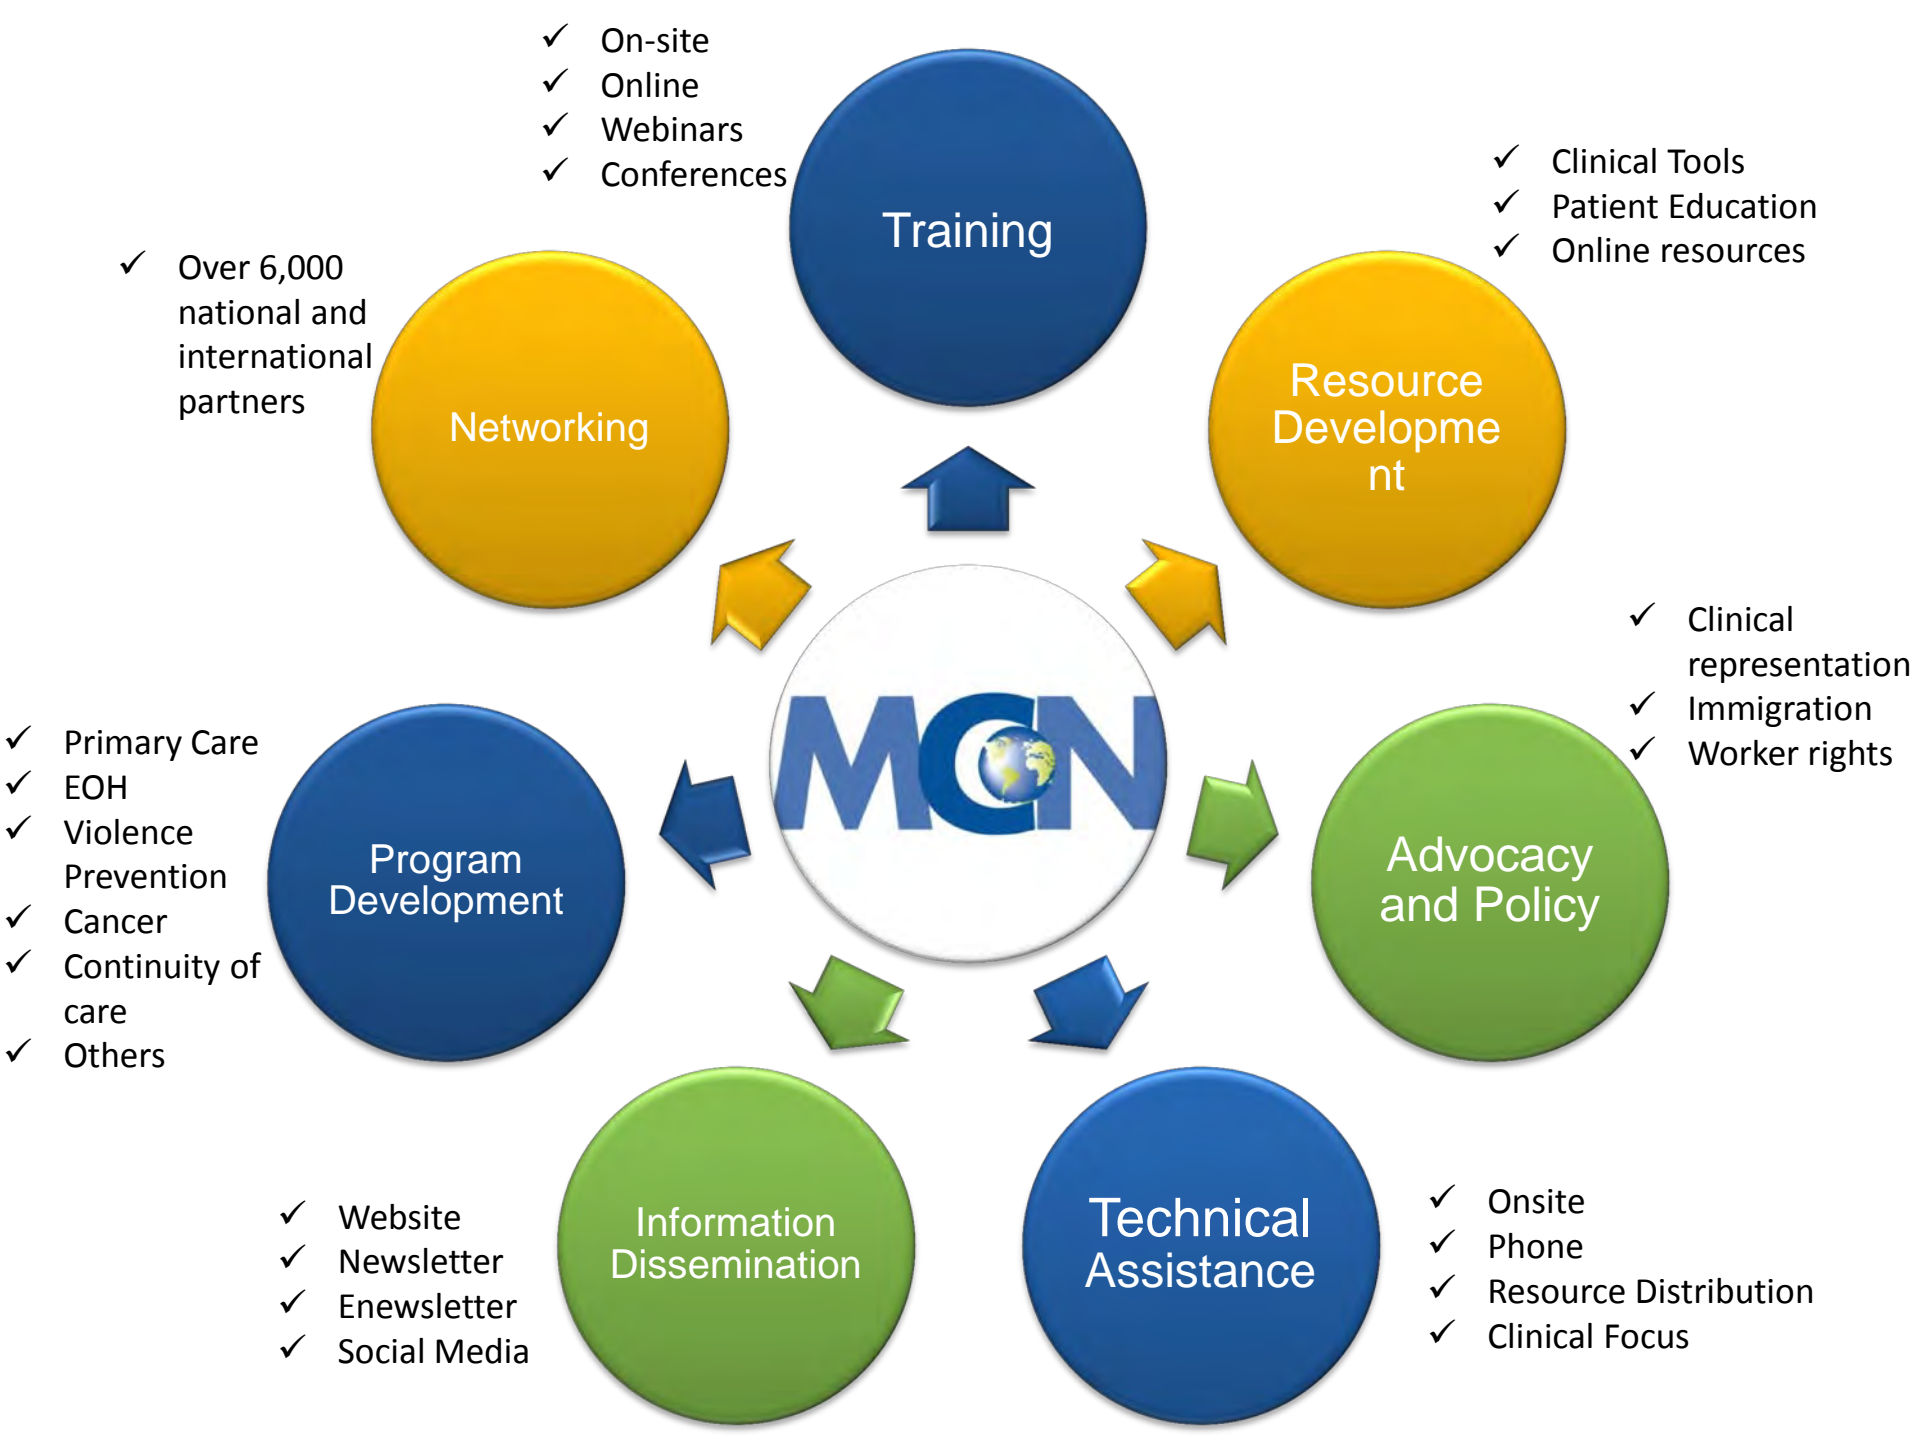 ✓ On-site
✓ Online
✓ Webinars
✓ Conferences
Training
✓ Clinical Tools
✓ Patient Education
✓ Online resources
Resource
Developme
nt
✓ Clinical
representation
✓ Immigration
✓ Worker rights
Advocacy
and Policy
✓ Onsite
✓ Phone
✓ Resource Distribution
✓ Clinical Focus
Technical
Assistance
✓ Website
✓ Newsletter
✓ Enewsletter
✓ Social Media
Information
Dissemination
✓ Primary Care
✓ EOH
✓ Violence
Prevention
✓ Cancer
✓ Continuity of
care
✓ Others
Program
Development
✓ Over 6,000
national and
international
partners
Networking
MCN